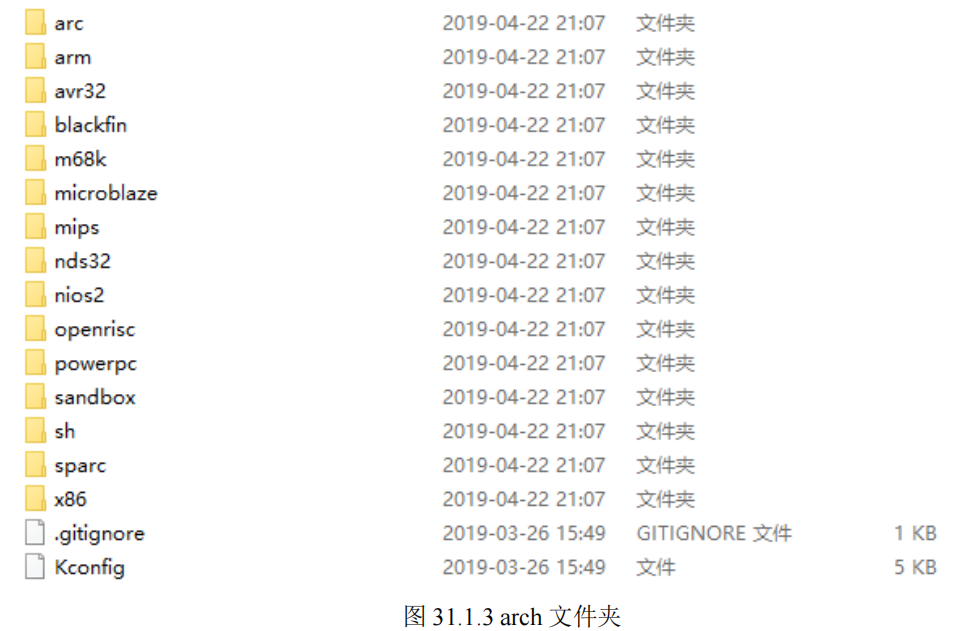 arc 2019-04-22 21:07 文件夹
arm 2019-04-22 21:07 文件夹
avr32 2019-04-22 21:07 文件夹
blackfin 2019-04-22 21:07 文件夹
m68k 2019-04-22 21:07 文件夹
microblaze 2019-04-22 21:07 文件夹
mips 2019-04-22 21:07 文件夹
nds32 2019-04-22 21:07 文件夹
nios2 2019-04-22 21:07 文件夹
openrisc 2019-04-22 21:07 文件夹
powerpc 2019-04-22 21:07 文件夹
sandbox 2019-04-22 21:07 文件夹
sh 2019-04-22 21:07 文件夹
sparc 2019-04-22 21:07 文件夹
x86 2019-04-22 21:07 文件夹
.gitignore 2019-03-26 15:49 GITIGNORE 文件 1 KB
Kconfig 2019-03-26 15:49 文件 5 KB
图 31.1.3 arch 文件夹